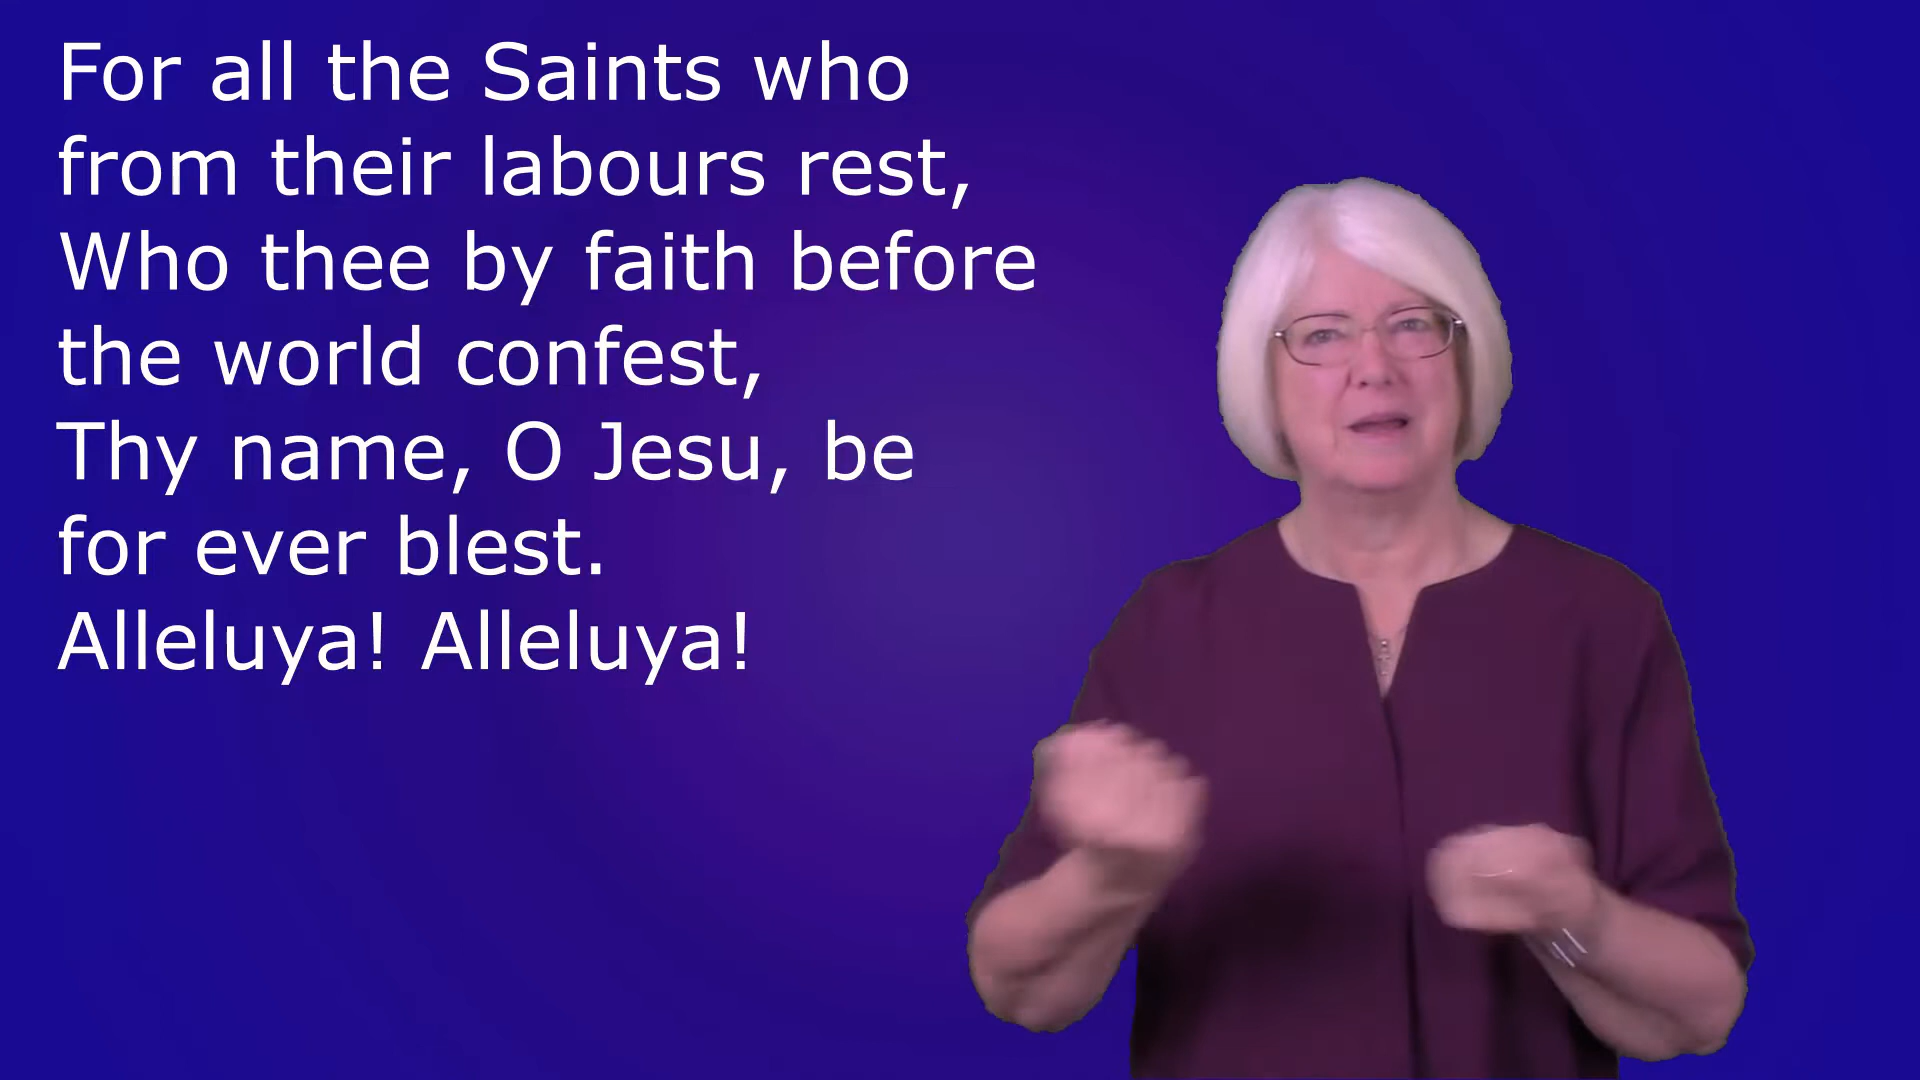 For all the Saints who
from their labours rest,
Who thee by faith before
the world confest,
Thy name, O Jesu, be
for ever blest.
Alleluya! Alleluya!